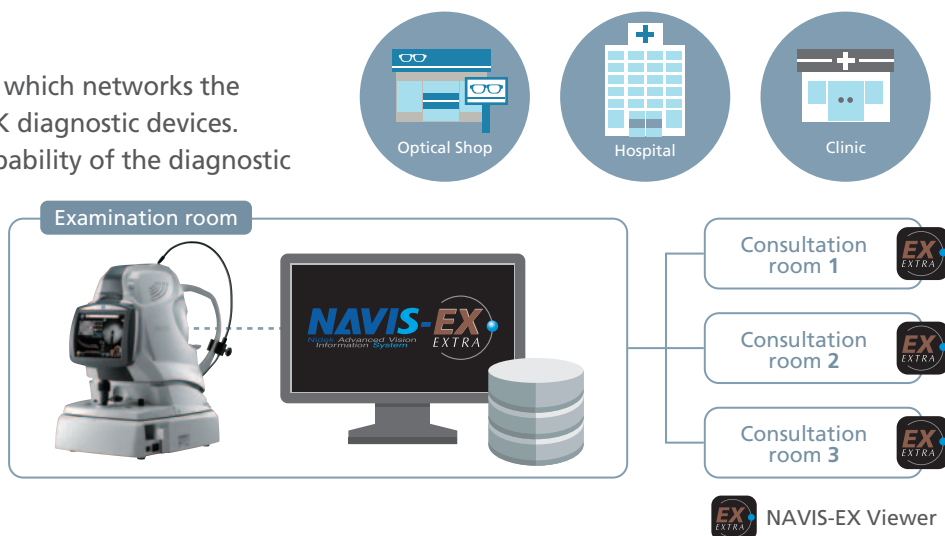 which networks the
K diagnostic devices.
pability of the diagnostic
Optical Shop
Hospital
Clinic
Examination room
NAVIS-EX
EXTRA
Nidek Advanced Vision
Information System
Consultation
room 1
EX
EXTRA
Consultation
room 2
EX
EXTRA
Consultation
room 3
EX
EXTRA
EX
EXTRA
NAVIS-EX Viewer